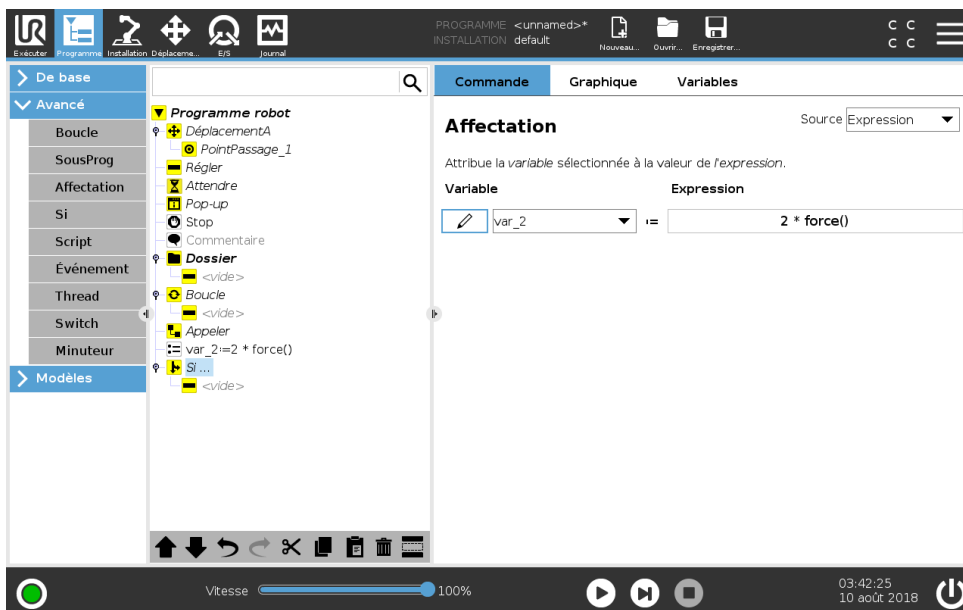 PROGRAMME <unnamed>*
INSTALLATION default
C C
C C
Exécuter Programme Installation Déplaceme... E/S Journal Nouveau... Ouvrir... Enregistrer...
De base
Avancé
Boucle
SousProg
Affectation
Si
Script
Événement
Thread
Switch
Minuteur
Modèles
Programme robot
DéplacementA
PointPassage_1
Régler
Attendre
Pop-up
Stop
Commentaire
Dossier
<vide>
Boucle
<vide>
Appeler
var_2:=2 * force()
Si ...
<vide>
Commande Graphique Variables
Affectation
Source Expression
Attribue la variable sélectionnée à la valeur de l'expression.
Variable Expression
var_2 := 2 * force()
Vitesse 100%
03:42:25
10 août 2018